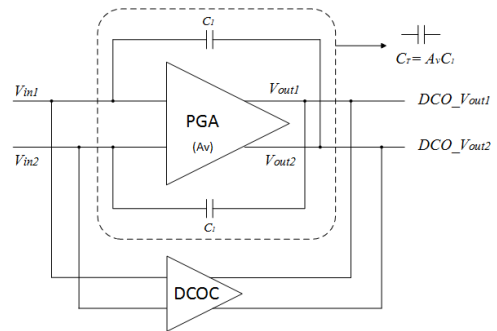 C1
CT = AvC1
Vin1
Vout1
DCO_Vout1
PGA
(Av)
Vin2
Vout2
DCO_Vout2
C1
DCOC